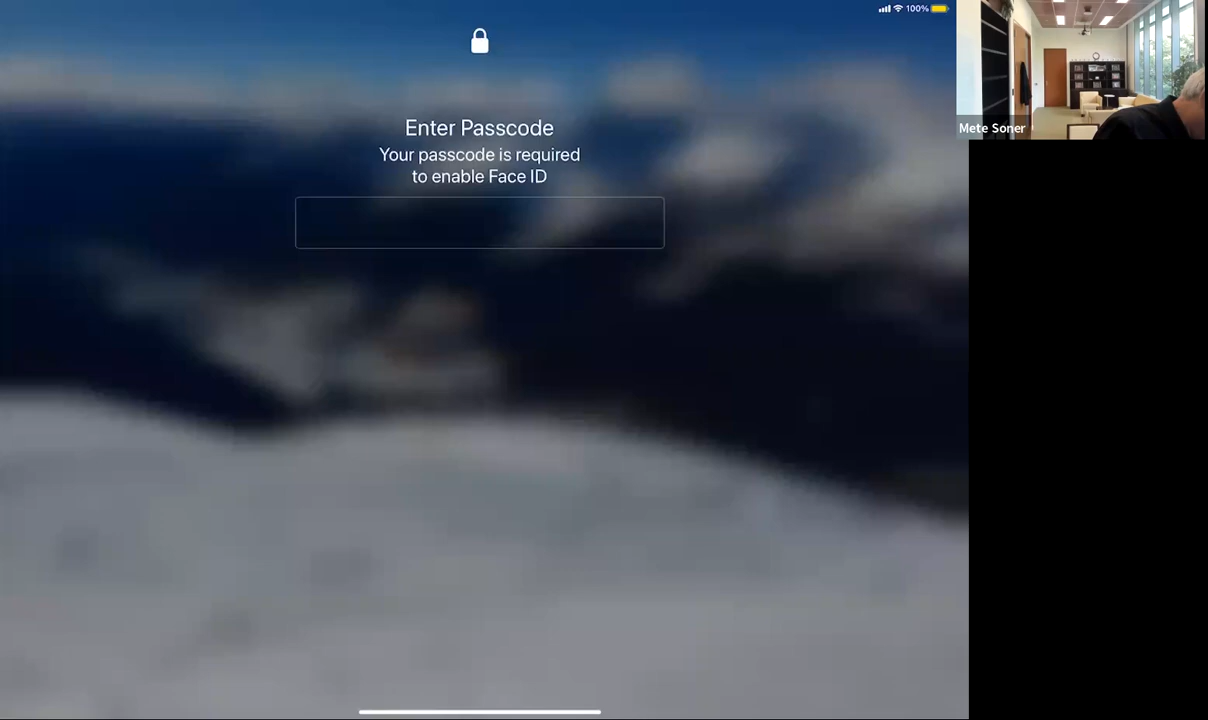 100%
Enter Passcode
Your passcode is required
to enable Face ID
Mete Soner